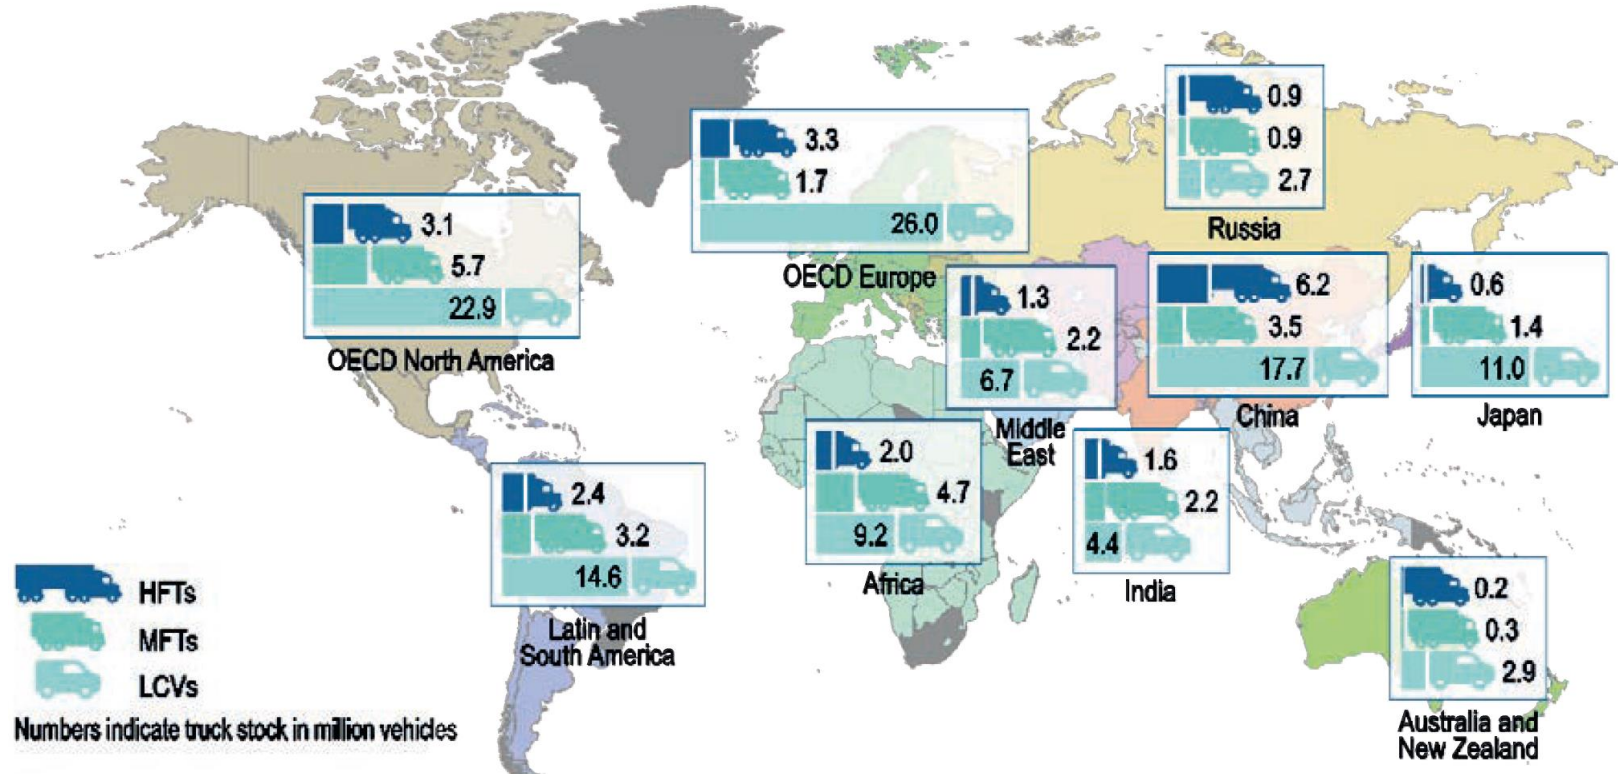 0.9
0.9
2.7
Russia
3.3
1.7
26.0
OECD Europe
3.1
5.7
22.9
OECD North America
1.3
2.2
6.7
Middle
East
6.2
3.5
17.7
China
0.6
1.4
11.0
Japan
2.0
4.7
9.2
Africa
1.6
2.2
4.4
India
2.4
3.2
14.6
Latin and
South America
0.2
0.3
2.9
Australia and
New Zealand
HFTs
MFTs
LCVs
Numbers indicate truck stock in million vehicles